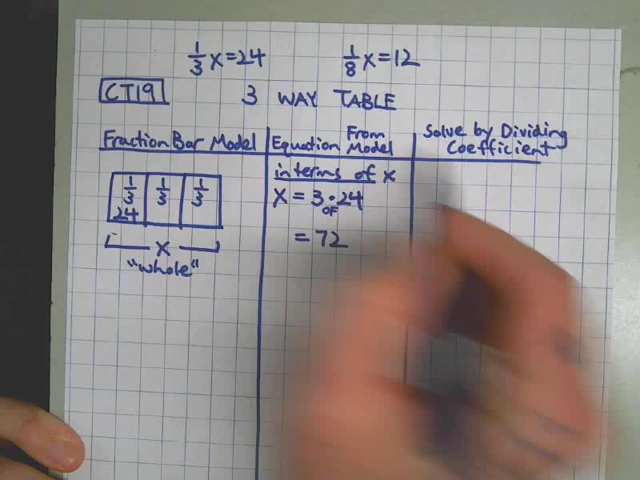 1/3 x = 24
1/8 x = 12
CT19
3 WAY TABLE
Fraction Bar Model
Equation From Model
Solve by Dividing Coefficient
1/3 1/3 1/3
24
x
"whole"
in terms of x
x = 3 · 24
OF
= 72